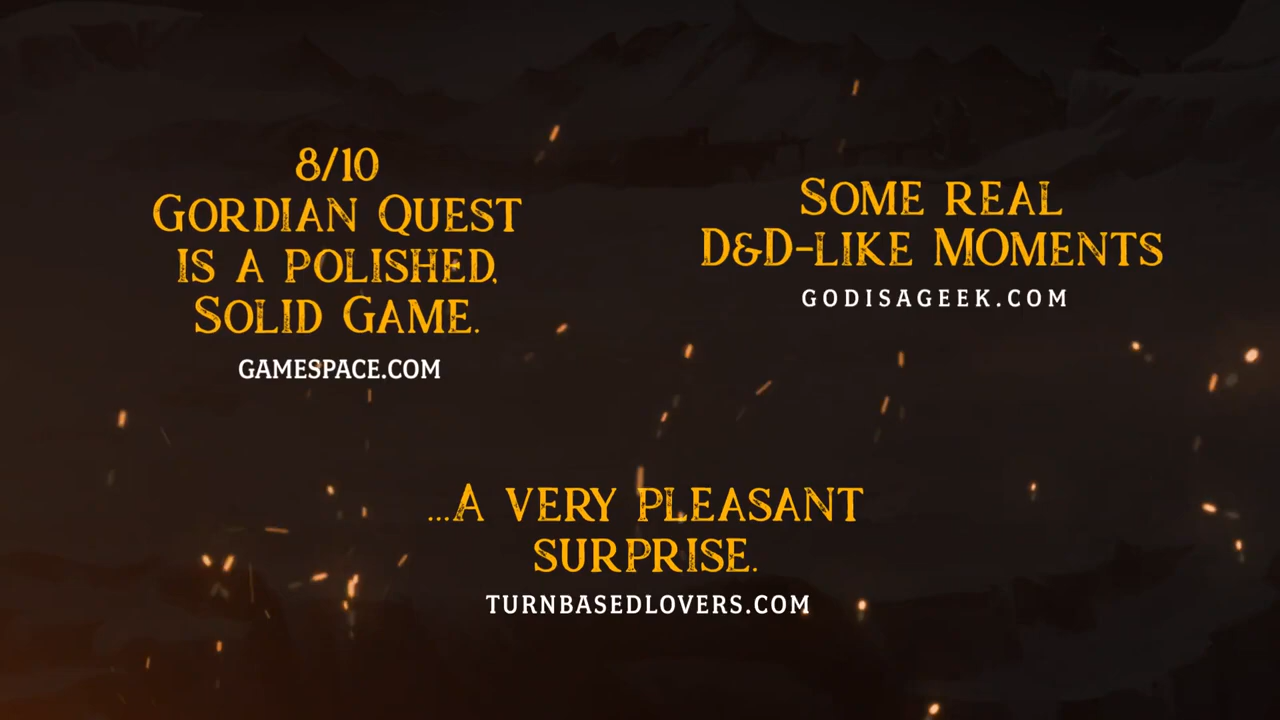 8/10
Gordian Quest
is a polished,
Solid Game.
GAMESPACE.COM
Some real
D&D-like Moments
GODISAGEEK.COM
...A very pleasant
surprise.
TURNBASEDLOVERS.COM